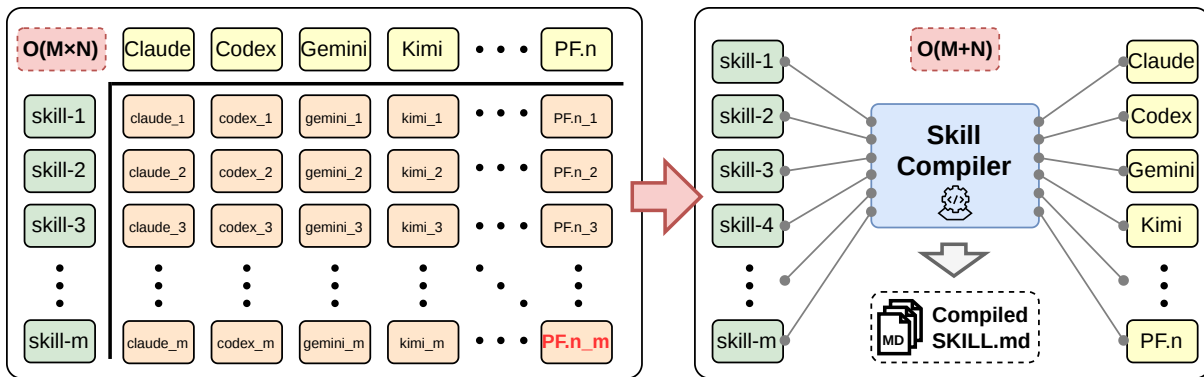 O(M×N) Claude Codex Gemini Kimi PF.n
skill-1 claude_1 codex_1 gemini_1 kimi_1 PF.n_1
skill-2 claude_2 codex_2 gemini_2 kimi_2 PF.n_2
skill-3 claude_3 codex_3 gemini_3 kimi_3 PF.n_3
skill-m claude_m codex_m gemini_m kimi_m PF.n_m
O(M+N)
skill-1
skill-2
skill-3
skill-4
skill-m
Skill
Compiler
</>
MD
Compiled
SKILL.md
Claude
Codex
Gemini
Kimi
PF.n